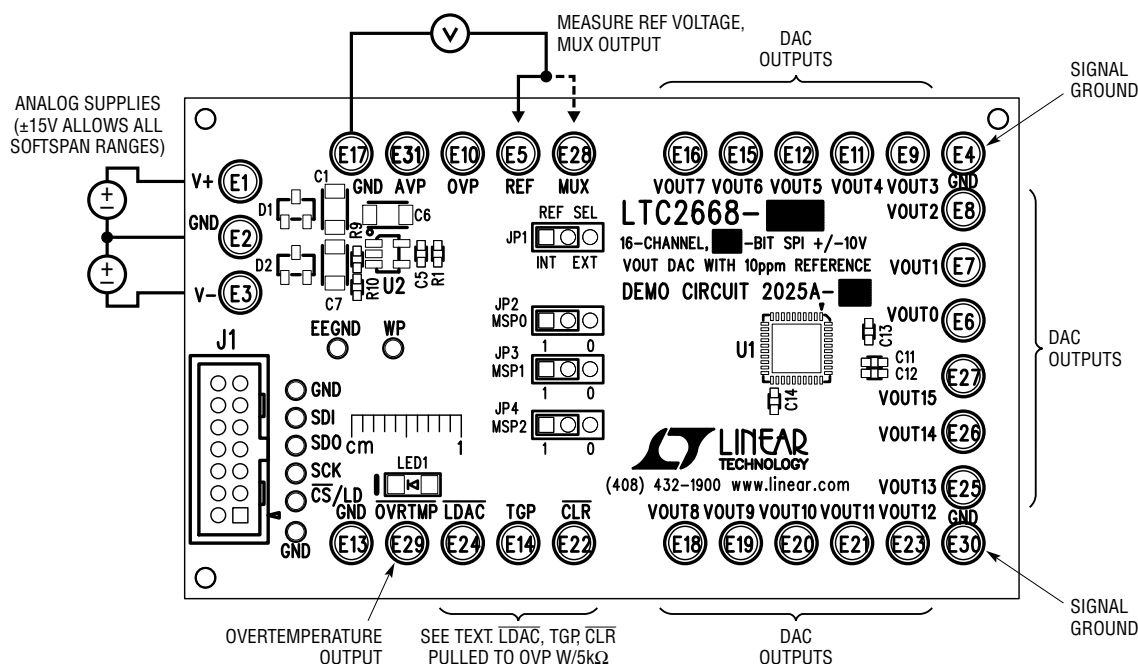 MEASURE REF VOLTAGE,
MUX OUTPUT
DAC
OUTPUTS
SIGNAL
GROUND
ANALOG SUPPLIES
(±15V ALLOWS ALL
SOFTSPAN RANGES)
V
E17 E31 E10 E5 E28 E16 E15 E12 E11 E9 E4
GND AVP OVP REF MUX VOUT7 VOUT6 VOUT5 VOUT4 VOUT3 GND
V+ E1
GND E2
V- E3
D1 C1
D2 C7
R9 C6
R10 U2 C5 R1
REF SEL
JP1
INT EXT
LTC2668-
16-CHANNEL, -BIT SPI +/-10V
VOUT DAC WITH 10ppm REFERENCE
DEMO CIRCUIT 2025A-
VOUT2 E8
VOUT1 E7
VOUT0 E6
VOUT15 E27
VOUT14 E26
VOUT13 E25
DAC
OUTPUTS
JP2
MSP0
1 0
JP3
MSP1
1 0
JP4
MSP2
1 0
EEGND WP
J1
GND
SDI
SDO
SCK
CS/LD
GND
cm 1
LED1
U1
C13
C11
C12
C14
LINEAR
TECHNOLOGY
(408) 432-1900 www.linear.com
GND OVRTMP LDAC TGP CLR VOUT8 VOUT9 VOUT10 VOUT11 VOUT12 GND
E13 E29 E24 E14 E22 E18 E19 E20 E21 E23 E30
OVERTEMPERATURE
OUTPUT
SEE TEXT. LDAC, TGP, CLR
PULLED TO OVP W/5kΩ
DAC
OUTPUTS
SIGNAL
GROUND